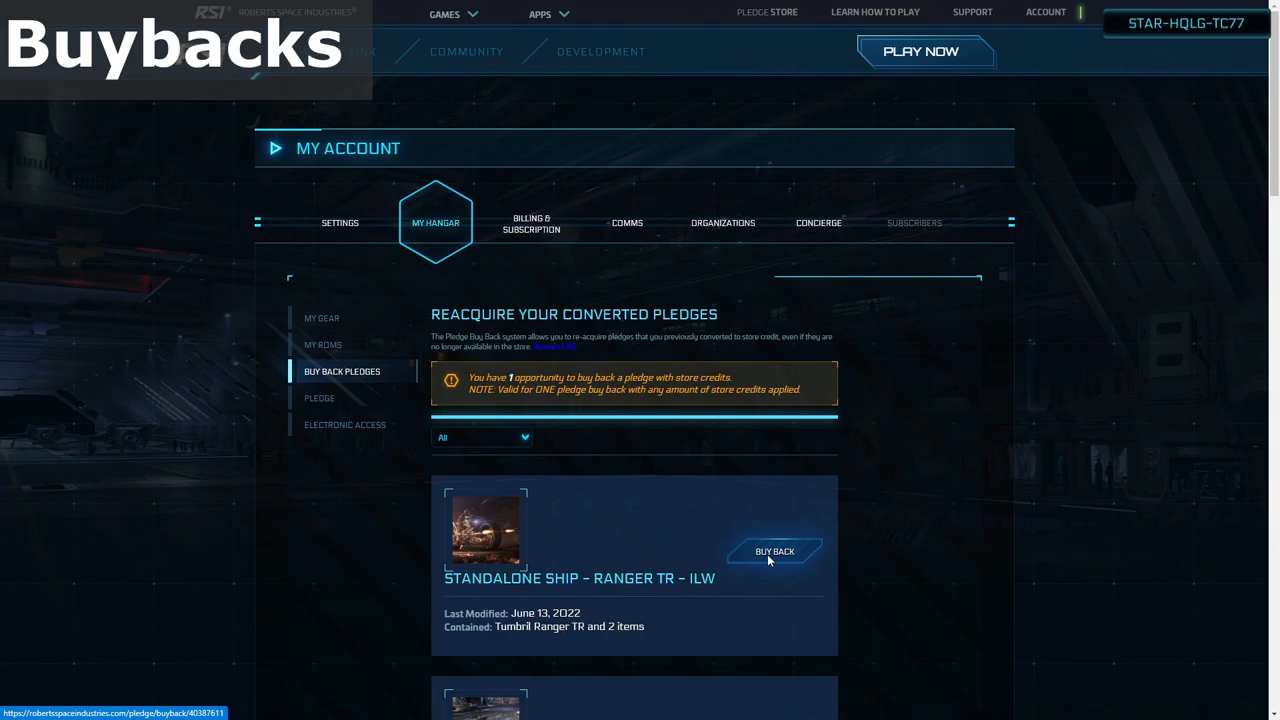 RSI ROBERTS SPACE INDUSTRIES®
GAMES
APPS
PLEDGE STORE
LEARN HOW TO PLAY
SUPPORT
ACCOUNT
STAR-HQLG-TC77
Buybacks
COMMUNITY
DEVELOPMENT
PLAY NOW
MY ACCOUNT
SETTINGS
MY HANGAR
BILLING &
SUBSCRIPTION
COMMS
ORGANIZATIONS
CONCIERGE
SUBSCRIBERS
MY GEAR
MY ROMS
BUY BACK PLEDGES
PLEDGE
ELECTRONIC ACCESS
REACQUIRE YOUR CONVERTED PLEDGES
The Pledge Buy Back system allows you to re-acquire pledges that you previously converted to store credit, even if they are
no longer available in the store.
You have 1 opportunity to buy back a pledge with store credits.
NOTE: Valid for ONE pledge buy back with any amount of store credits applied.
All
BUY BACK
STANDALONE SHIP - RANGER TR - ILW
Last Modified: June 13, 2022
Contained: Tumbril Ranger TR and 2 items
https://robertsspaceindustries.com/pledge/buyback/40387611